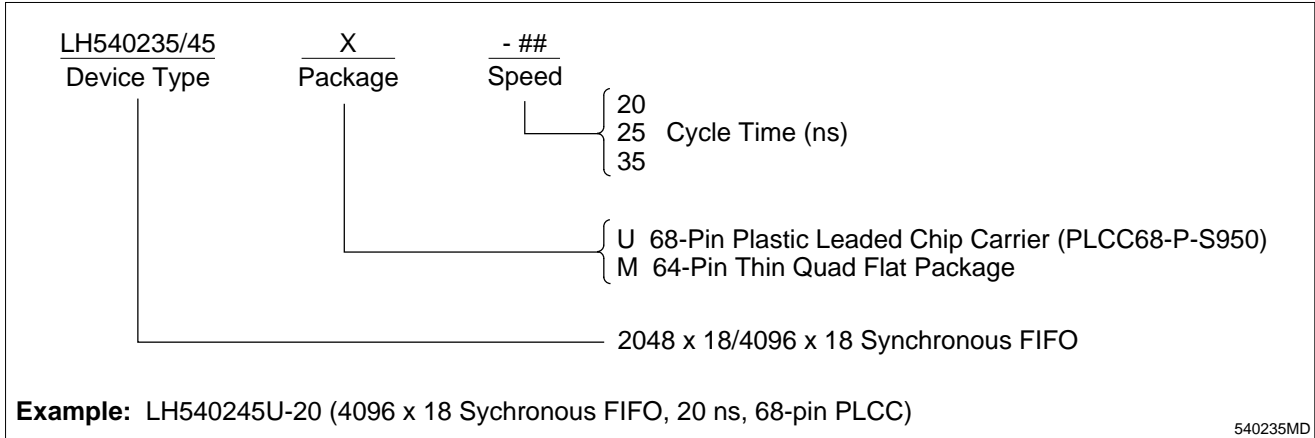 LH540235/45 X - ##
Device Type Package Speed
20
25 Cycle Time (ns)
35
U 68-Pin Plastic Leaded Chip Carrier (PLCC68-P-S950)
M 64-Pin Thin Quad Flat Package
2048 x 18/4096 x 18 Synchronous FIFO
Example: LH540245U-20 (4096 x 18 Sychronous FIFO, 20 ns, 68-pin PLCC)
540235MD